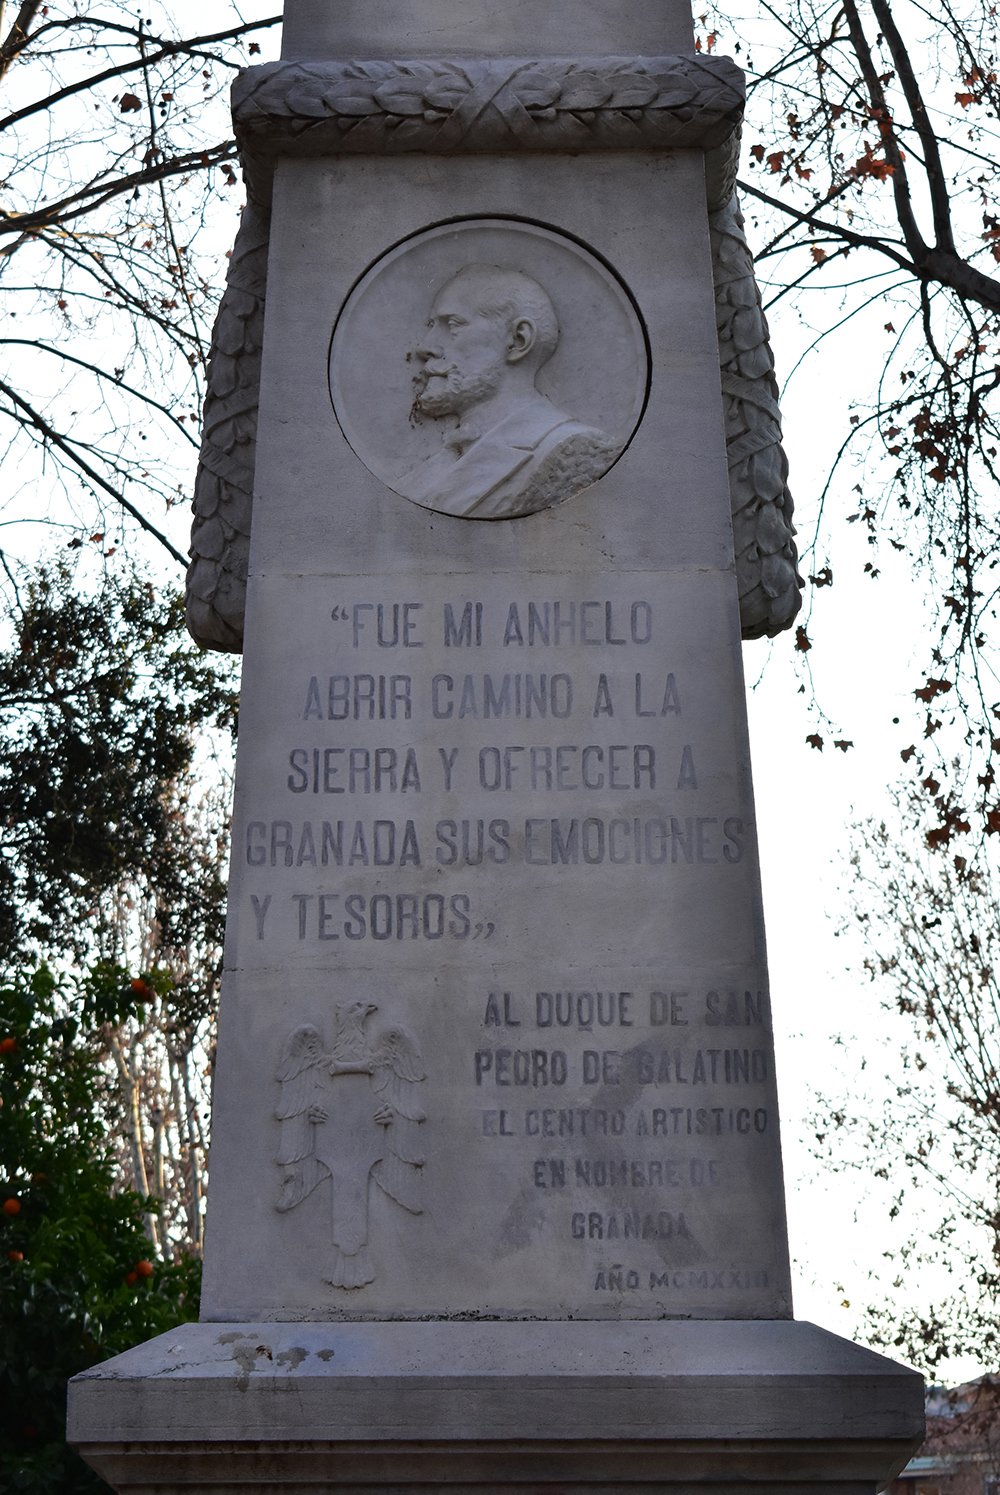 “FUE MI ANHELO
ABRIR CAMINO A LA
SIERRA Y OFRECER A
GRANADA SUS EMOCIONES
Y TESOROS„
AL DUQUE DE SAN
PEDRO DE GALATINO
EL CENTRO ARTISTICO
EN NOMBRE DE
GRANADA
AÑO